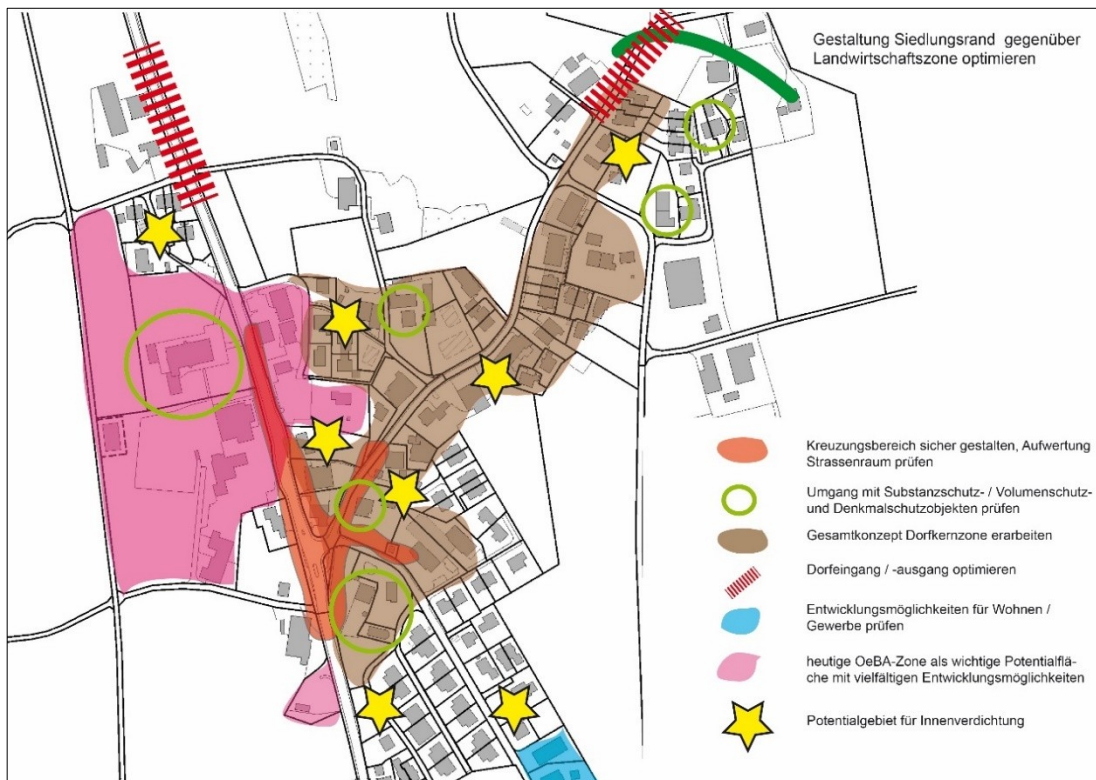 Gestaltung Siedlungsrand gegenüber
Landwirtschaftszone optimieren
Kreuzungsbereich sicher gestalten, Aufwertung
Strassenraum prüfen
Umgang mit Substanzschutz- / Volumenschutz-
und Denkmalschutzobjekten prüfen
Gesamtkonzept Dorfkernzone erarbeiten
Dorfeingang / -ausgang optimieren
Entwicklungsmöglichkeiten für Wohnen /
Gewerbe prüfen
heutige OeBA-Zone als wichtige Potentialflä-
che mit vielfältigen Entwicklungsmöglichkeiten
Potentialgebiet für Innenverdichtung